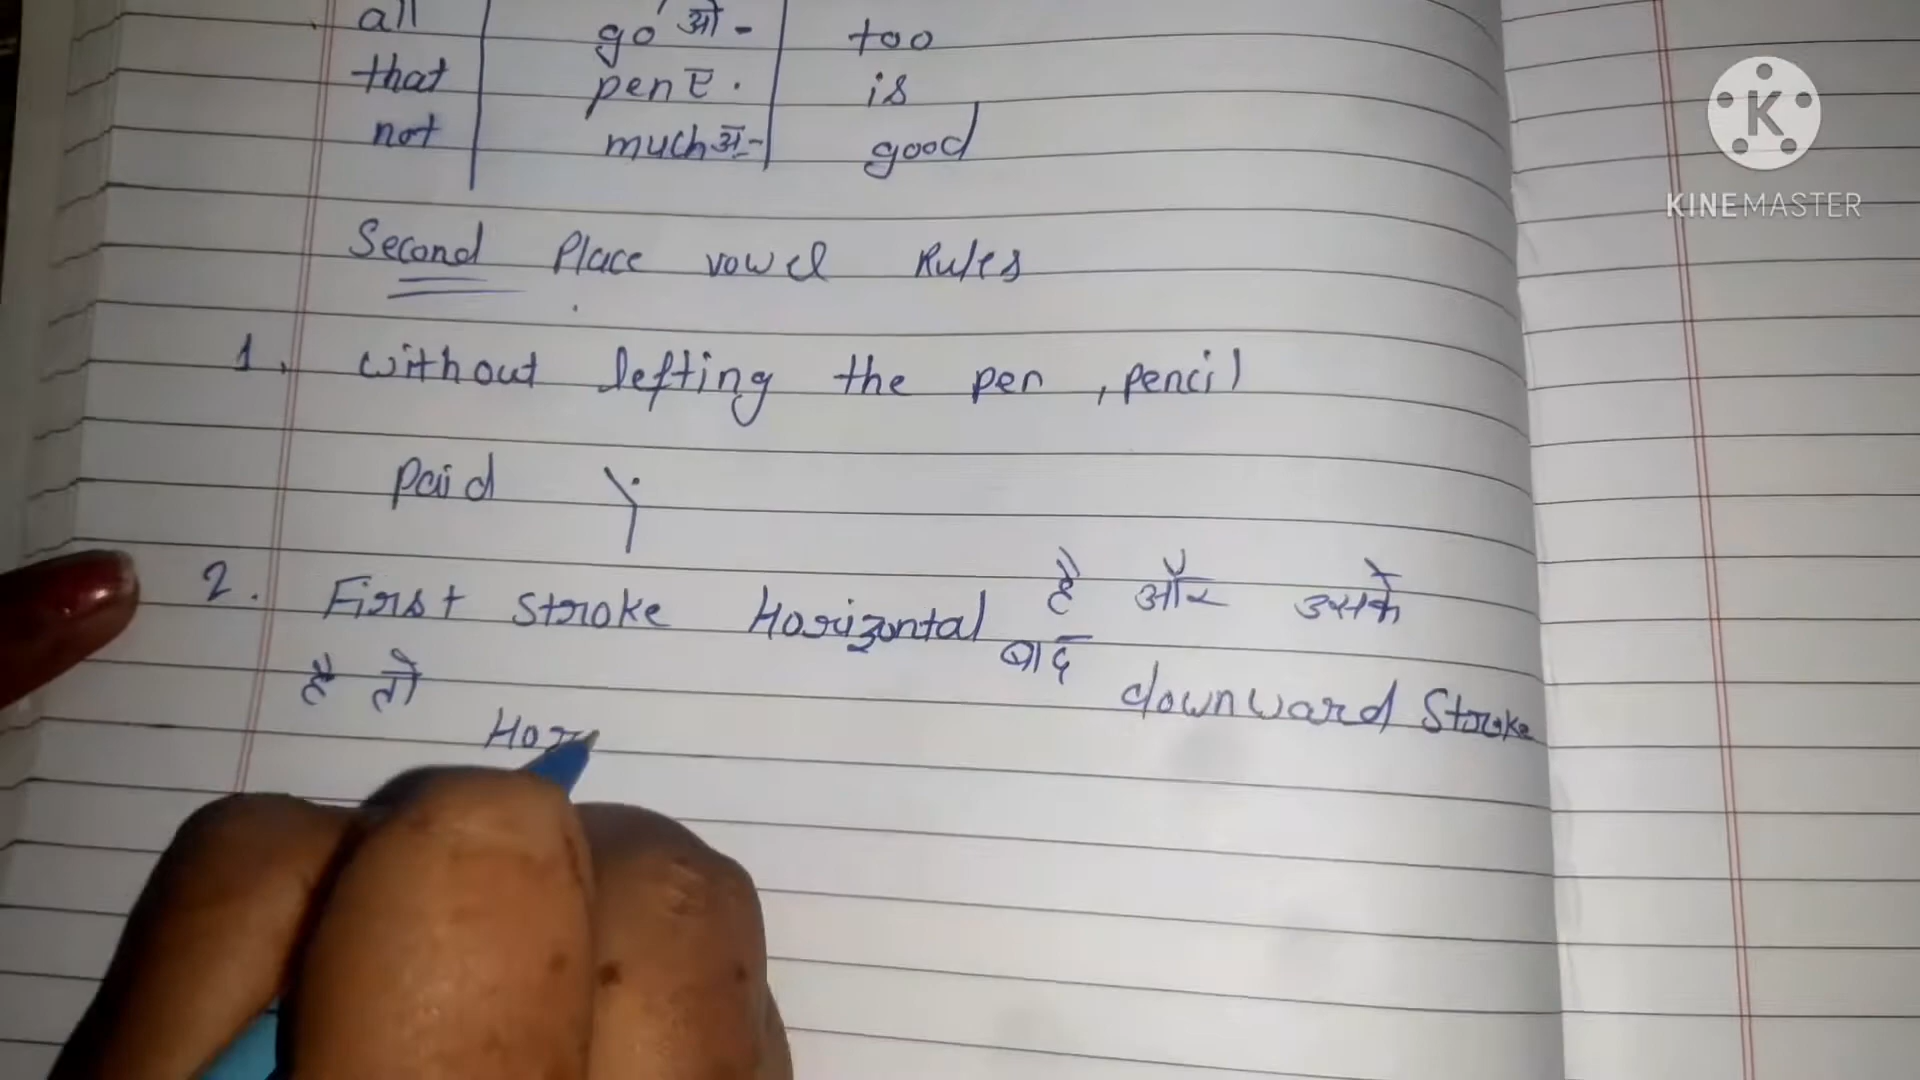 all go ओ - too
that pen ए . is
not much अ - good
Second Place vowel Rules
1. without lefting the pen , pencil
Paid
2. First stroke Horizontal है और उसके
बाद downward Stroke
है तो Hor
K
KINEMASTER